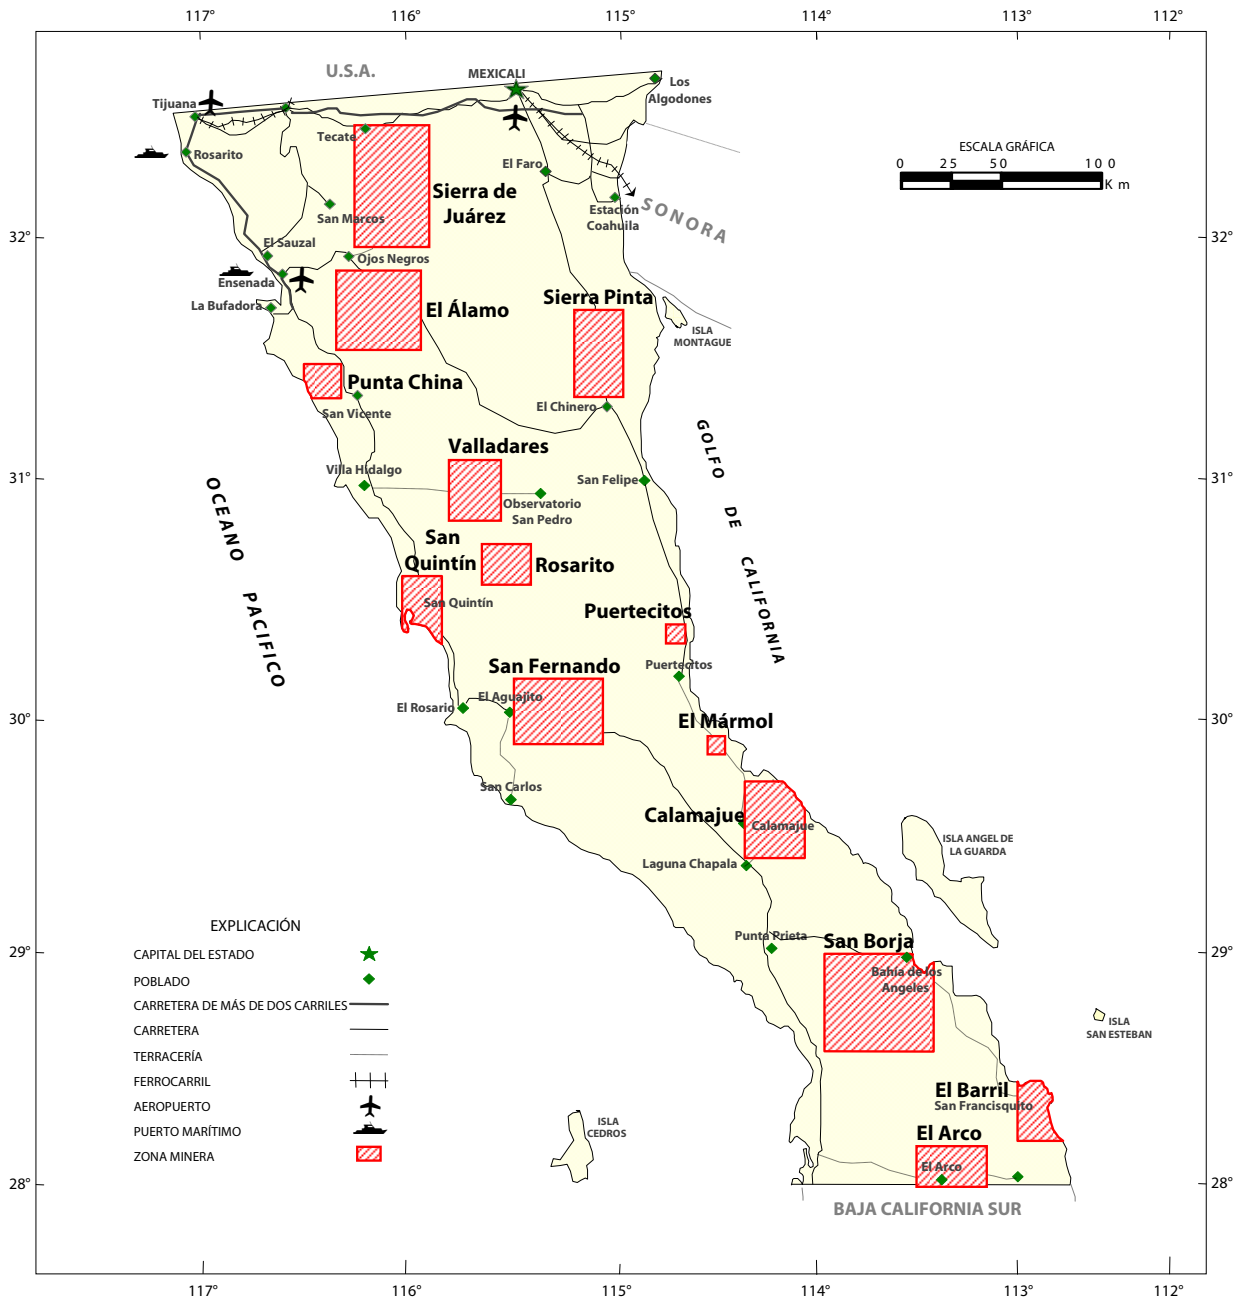 117°
116°
115°
114°
113°
112°
U.S.A.
MEXICALI
Los
Algodones
Tijuana
Tecate
Rosarito
El Faro
ESCALA GRÁFICA
0 25 50 100
Km
Sierra de
Juárez
San Marcos
Estación
Coahuila
SONORA
32°
32°
El Sauzal
Ojos Negros
Ensenada
La Bufadora
El Álamo
Sierra Pinta
ISLA
MONTAGUE
Punta China
San Vicente
El Chinero
GOLFO DE CALIFORNIA
Valladares
Villa Hidalgo
San Felipe
31°
31°
OCEANO PACIFICO
Observatorio
San Pedro
San
Quintín
Rosarito
San Quintín
Puertecitos
Puertecitos
San Fernando
El Aguajito
El Rosario
30°
30°
El Mármol
San Carlos
Calamajue
Calamajue
ISLA ANGEL DE
LA GUARDA
Laguna Chapala
Punta Prieta
San Borja
29°
29°
Bahía de los
Angeles
ISLA
SAN ESTEBAN
EXPLICACIÓN
CAPITAL DEL ESTADO
POBLADO
CARRETERA DE MÁS DE DOS CARRILES
CARRETERA
TERRACERÍA
FERROCARRIL
AEROPUERTO
PUERTO MARÍTIMO
ZONA MINERA
El Barril
San Francisquito
ISLA
CEDROS
El Arco
El Arco
28°
28°
BAJA CALIFORNIA SUR
117°
116°
115°
114°
113°
112°